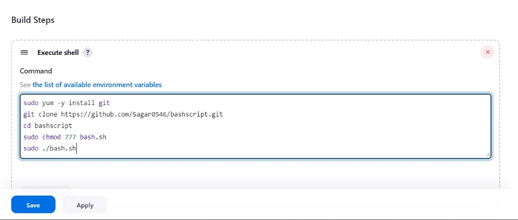 Build Steps
Execute shell ?
Command
See the list of available environment variables
sudo yum -y install git
git clone https://github.com/Sagar0546/bashscript.git
cd bashscript
sudo chmod 777 bash.sh
sudo ./bash.sh
Save Apply